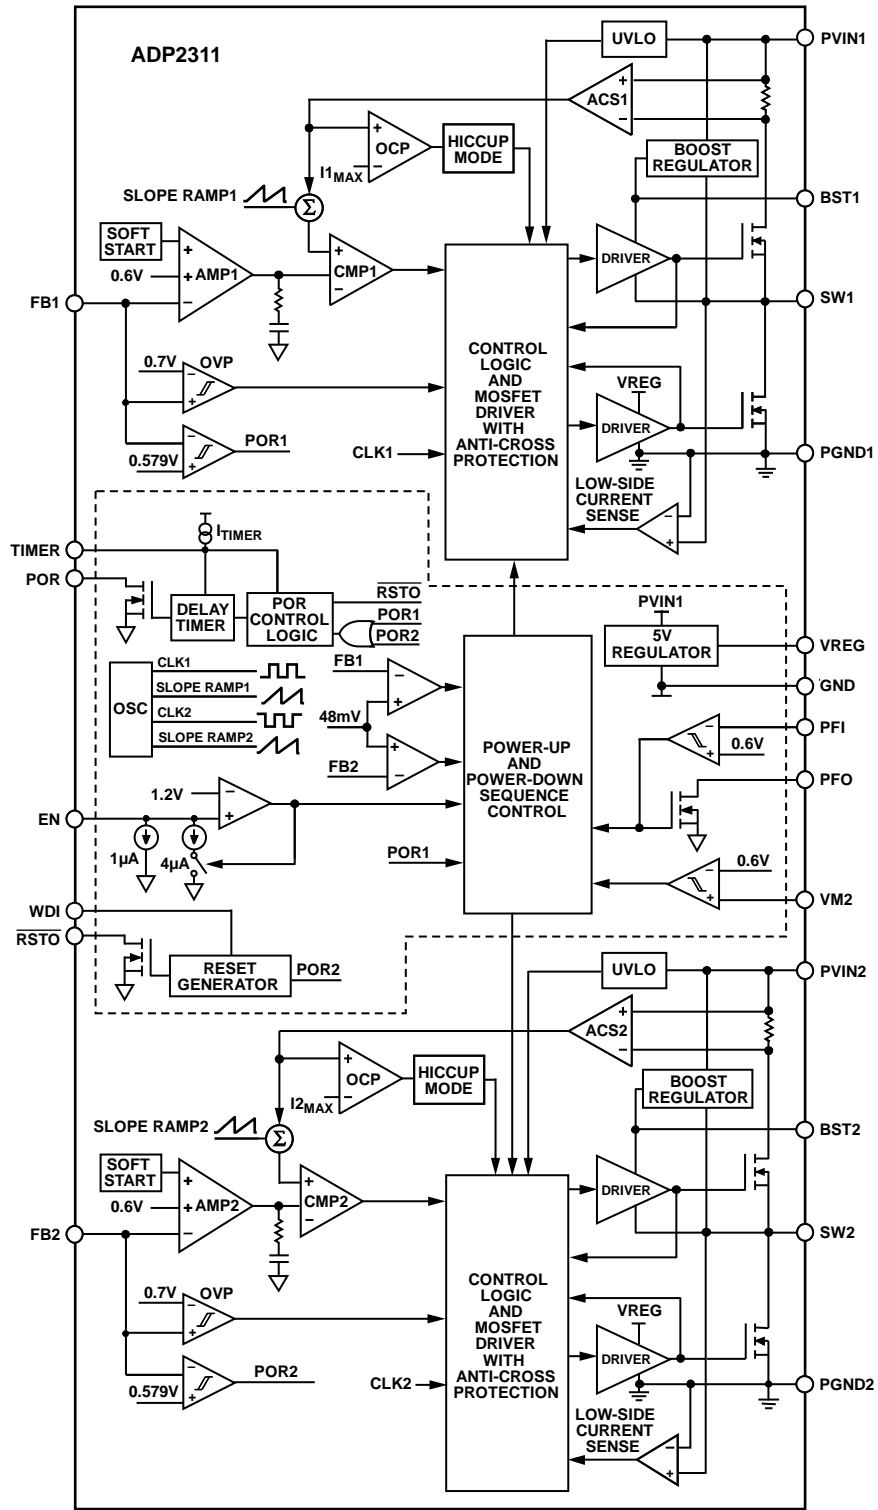 ADP2311
UVLO
PVIN1
+
ACS1
−
+
OCP
−
HICCUP
MODE
I1MAX
BOOST
REGULATOR
SLOPE RAMP1
Σ
BST1
SOFT
START
+
0.6V
+
AMP1
−
+
CMP1
−
DRIVER
FB1
SW1
CONTROL
LOGIC
AND
MOSFET
DRIVER
WITH
ANTI-CROSS
PROTECTION
0.7V
OVP
−
+
VREG
DRIVER
−
POR1
0.579V
+
CLK1
PGND1
LOW-SIDE
CURRENT
SENSE
−
+
ITIMER
TIMER
POR
DELAY
TIMER
POR
CONTROL
LOGIC
RSTO
POR1
POR2
PVIN1
5V
REGULATOR
VREG
GND
OSC
CLK1
SLOPE RAMP1
CLK2
SLOPE RAMP2
FB1
−
+
48mV
+
FB2
−
POWER-UP
AND
POWER-DOWN
SEQUENCE
CONTROL
−
PFI
0.6V
+
PFO
1.2V
−
+
EN
1µA
4µA
POR1
0.6V
−
+
VM2
WDI
RSTO
RESET
GENERATOR
POR2
UVLO
PVIN2
+
ACS2
−
+
OCP
−
HICCUP
MODE
I2MAX
BOOST
REGULATOR
SLOPE RAMP2
Σ
BST2
SOFT
START
+
0.6V
+
AMP2
−
+
CMP2
−
DRIVER
FB2
SW2
CONTROL
LOGIC
AND
MOSFET
DRIVER
WITH
ANTI-CROSS
PROTECTION
0.7V
OVP
−
+
VREG
DRIVER
−
POR2
0.579V
+
CLK2
PGND2
LOW-SIDE
CURRENT
SENSE
−
+